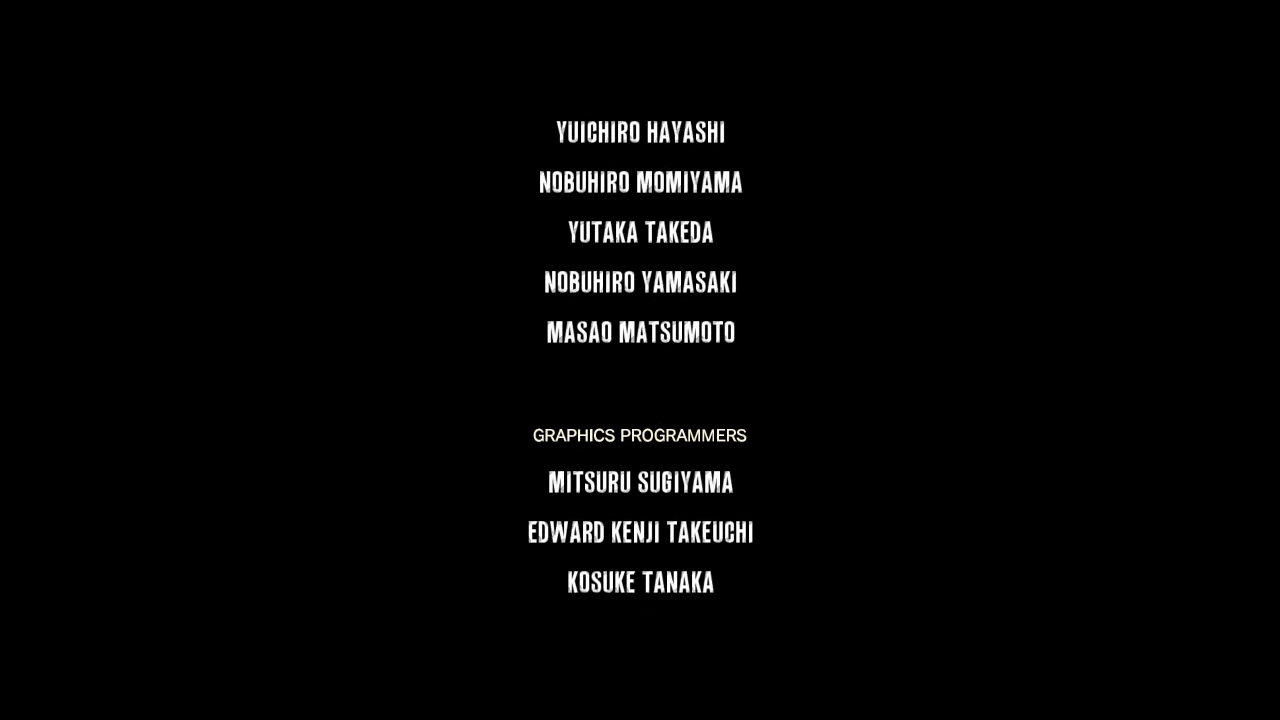 YUICHIRO HAYASHI
NOBUHIRO MOMIYAMA
YUTAKA TAKEDA
NOBUHIRO YAMASAKI
MASAO MATSUMOTO
GRAPHICS PROGRAMMERS
MITSURU SUGIYAMA
EDWARD KENJI TAKEUCHI
KOSUKE TANAKA